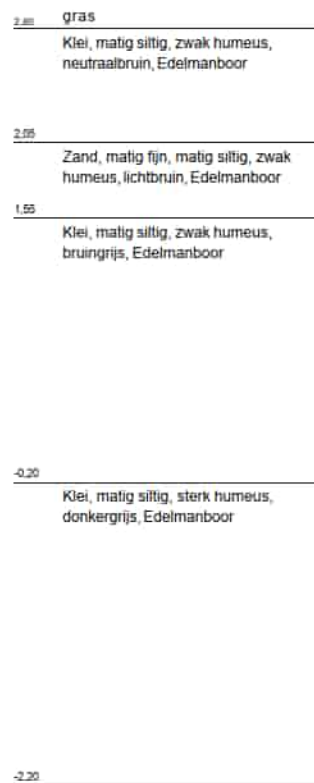 gras
2.80
Klei, matig siltig, zwak humeus,
neutraalbruin, Edelmanboor
2.05
Zand, matig fijn, matig siltig, zwak
humeus, lichtbruin, Edelmanboor
1.55
Klei, matig siltig, zwak humeus,
bruingrijs, Edelmanboor
-0.20
Klei, matig siltig, sterk humeus,
donkergrijs, Edelmanboor
-2.20